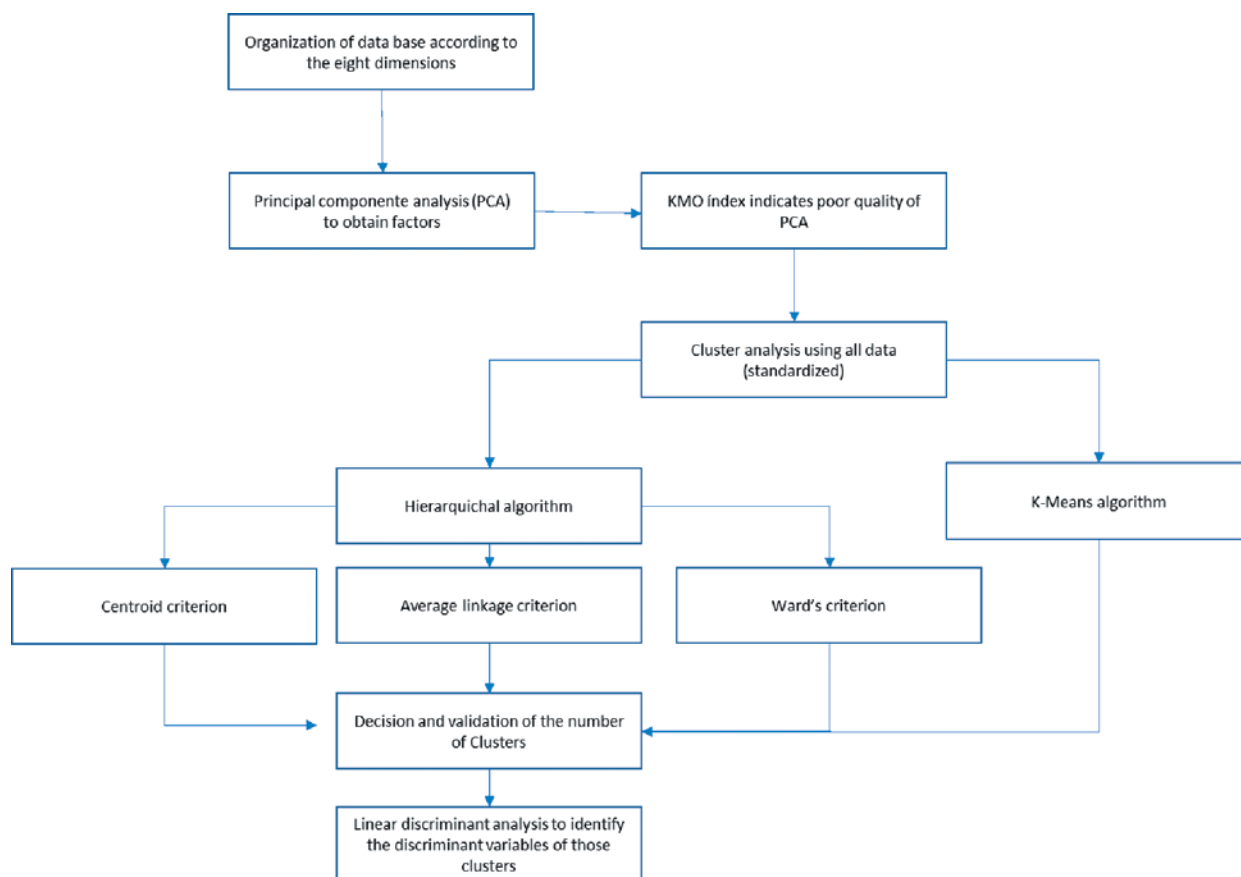 Organization of data base according to
the eight dimensions
Principal componente analysis (PCA)
to obtain factors
KMO índex indicates poor quality of
PCA
Cluster analysis using all data
(standardized)
Hierarquichal algorithm
K-Means algorithm
Centroid criterion
Average linkage criterion
Ward's criterion
Decision and validation of the number
of Clusters
Linear discriminant analysis to identify
the discriminant variables of those
clusters